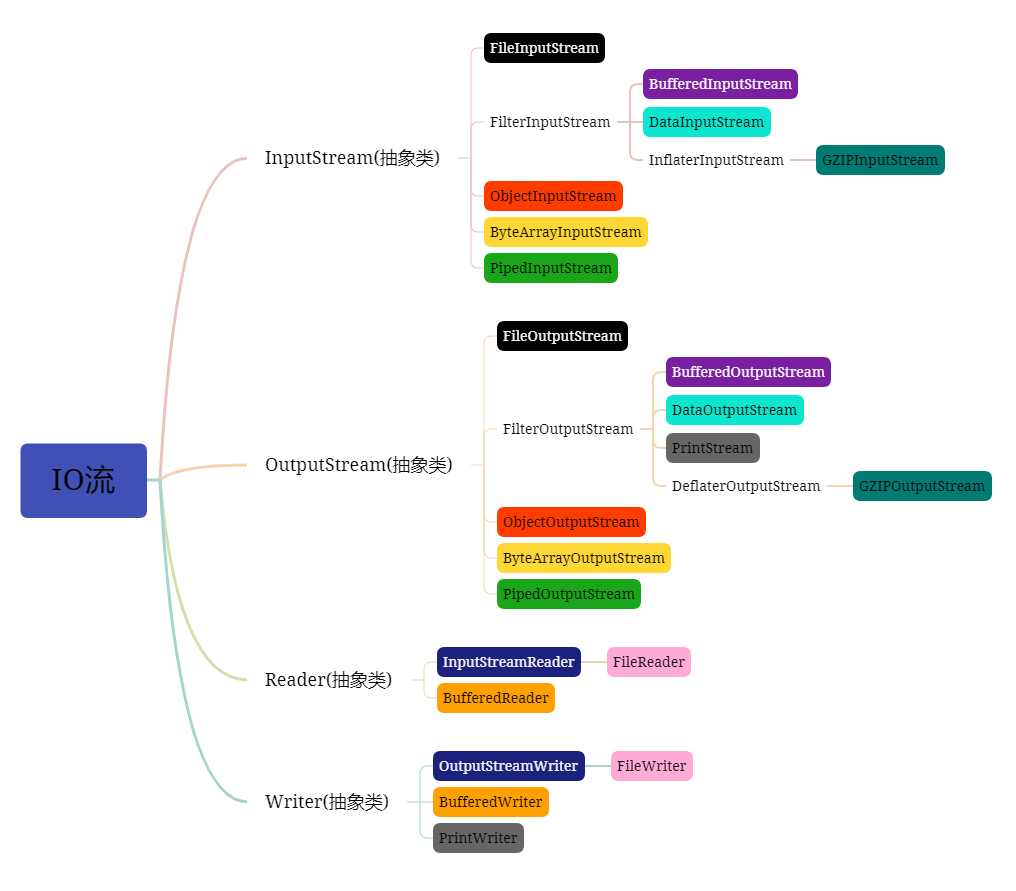 IO流
InputStream(抽象类)
FileInputStream
FilterInputStream
BufferedInputStream
DataInputStream
InflaterInputStream
GZIPInputStream
ObjectInputStream
ByteArrayInputStream
PipedInputStream
OutputStream(抽象类)
FileOutputStream
FilterOutputStream
BufferedOutputStream
DataOutputStream
PrintStream
DeflaterOutputStream
GZIPOutputStream
ObjectOutputStream
ByteArrayOutputStream
PipedOutputStream
Reader(抽象类)
InputStreamReader
FileReader
BufferedReader
Writer(抽象类)
OutputStreamWriter
FileWriter
BufferedWriter
PrintWriter